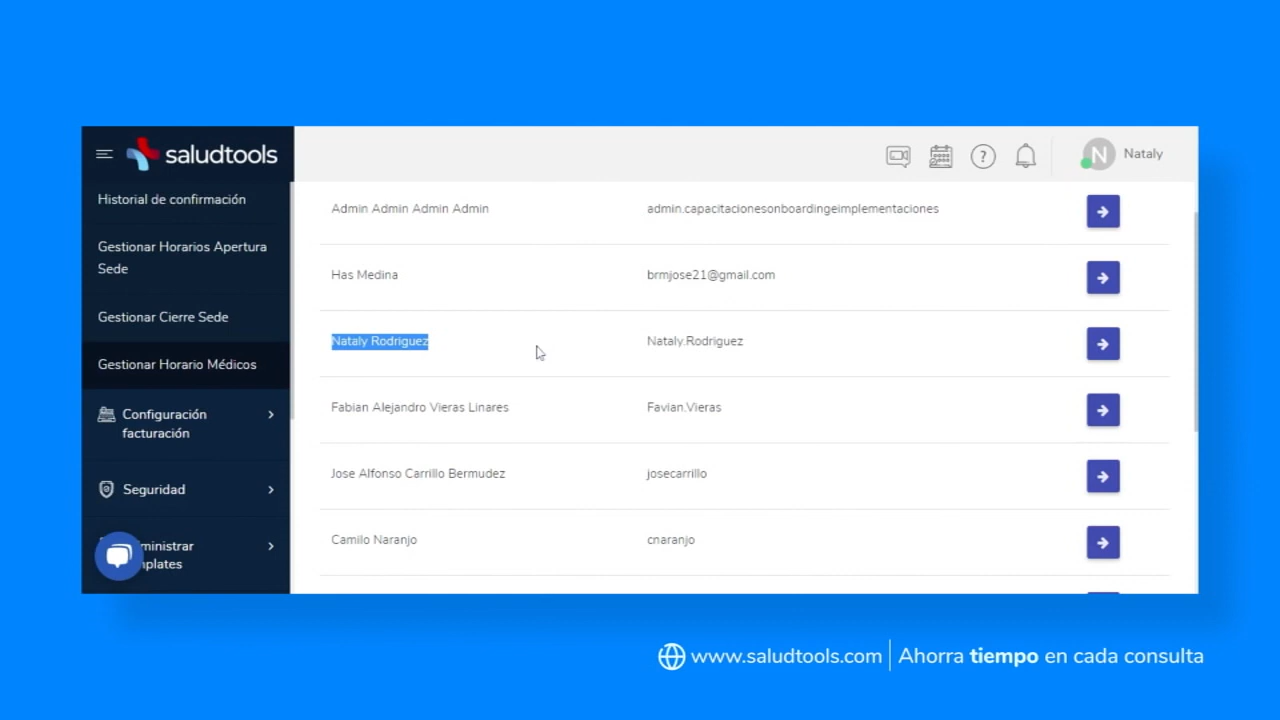 saludtools
N
Nataly
Historial de confirmación
Gestionar Horarios Apertura
Sede
Gestionar Cierre Sede
Gestionar Horario Médicos
Configuración
facturación
Seguridad
ministrar
nplates
Admin Admin Admin Admin
admin.capacitacionesonboardingeimplementaciones
Has Medina
brmjose21@gmail.com
Nataly Rodriguez
Nataly.Rodriguez
Fabian Alejandro Vieras Linares
Favian.Vieras
Jose Alfonso Carrillo Bermudez
josecarrillo
Camilo Naranjo
cnaranjo
www.saludtools.com
Ahorra tiempo en cada consulta